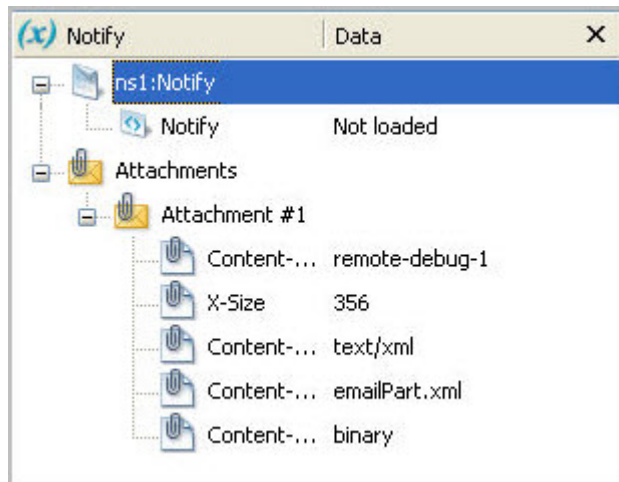 (x) Notify Data
ns1:Notify
Notify Not loaded
Attachments
Attachment #1
Content-... remote-debug-1
X-Size 356
Content-... text/xml
Content-... emailPart.xml
Content-... binary